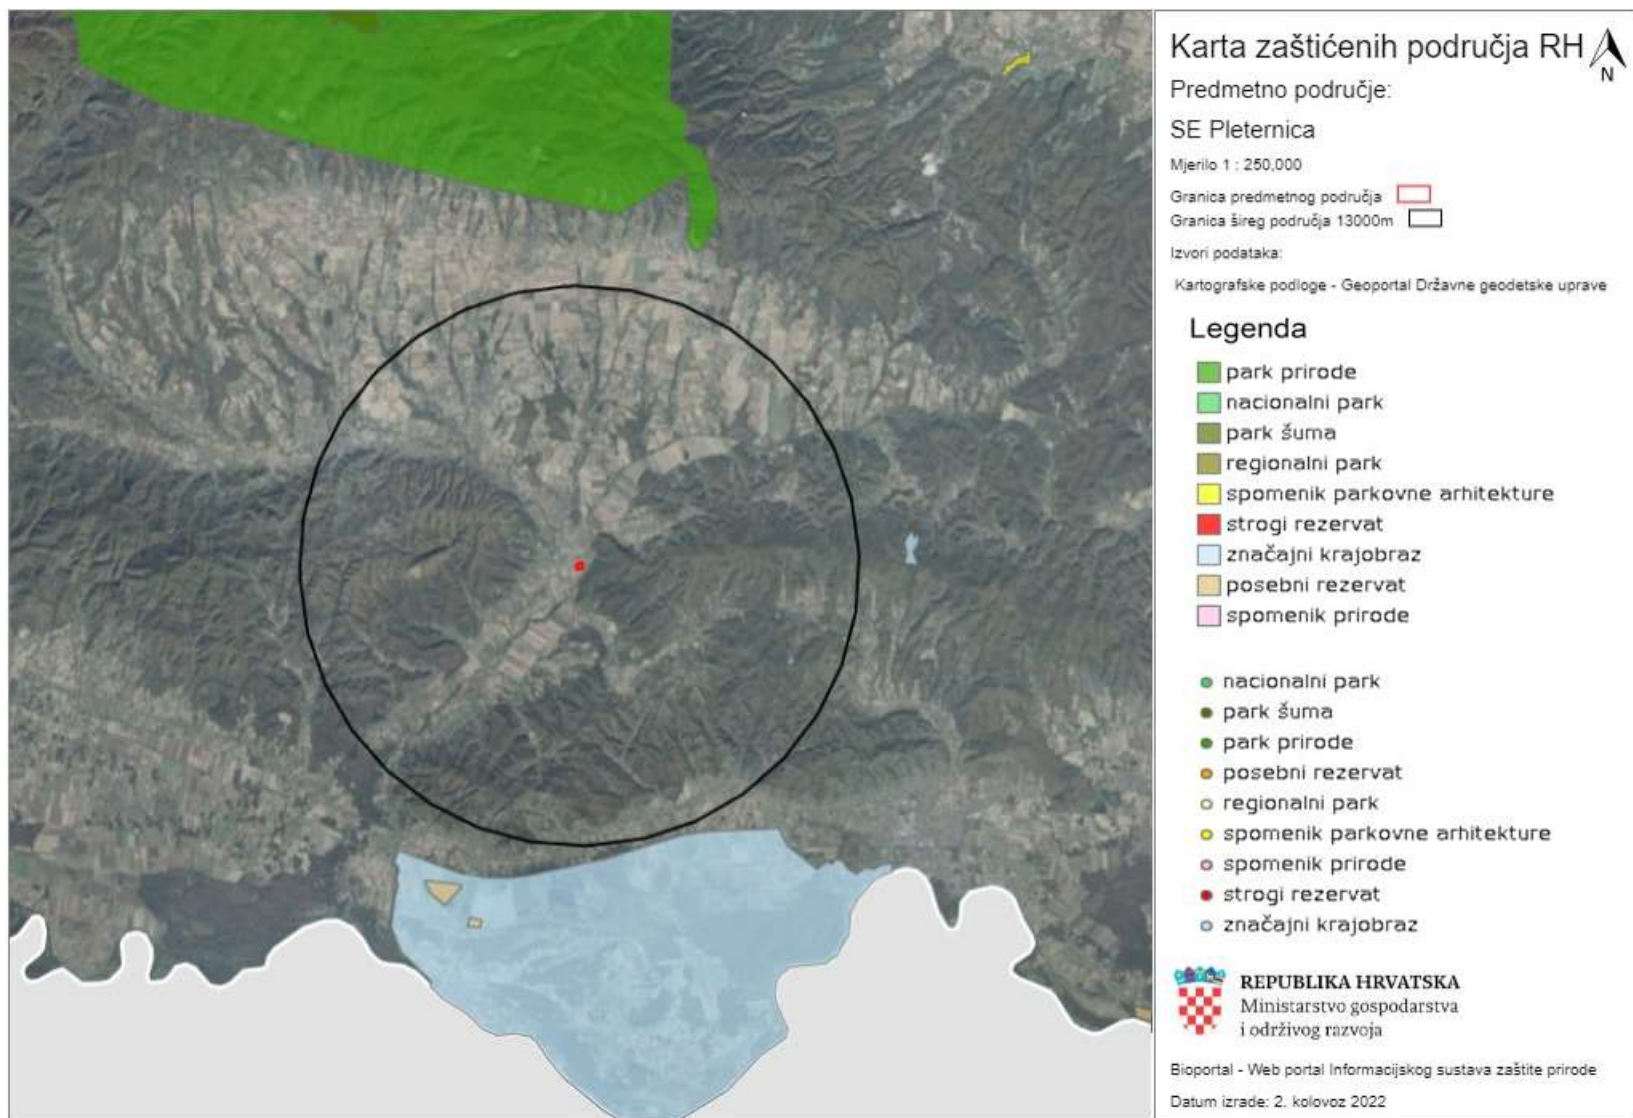 Karta zaštićenih područja RH
N
Predmetno područje:
SE Pleternica
Mjerilo 1 : 250,000
Granica predmetnog područja
Granica šireg područja 13000m
Izvori podataka:
Kartografske podloge - Geoportal Državne geodetske uprave
Legenda
park prirode
nacionalni park
park šuma
regionalni park
spomenik parkovne arhitekture
strogi rezervat
značajni krajobraz
posebni rezervat
spomenik prirode
nacionalni park
park šuma
park prirode
posebni rezervat
regionalni park
spomenik parkovne arhitekture
spomenik prirode
strogi rezervat
značajni krajobraz
REPUBLIKA HRVATSKA
Ministarstvo gospodarstva
i održivog razvoja
Bioportal - Web portal Informacijskog sustava zaštite prirode
Datum izrade: 2. kolovoz 2022